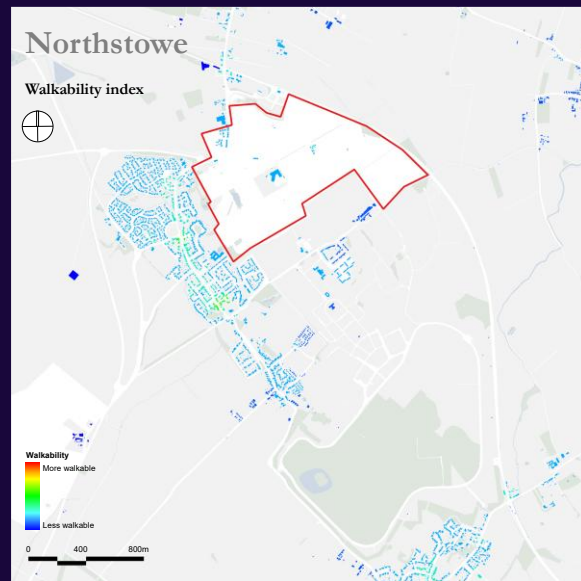 Northstowe
Walkability index
Walkability
More walkable
Less walkable
0 400 800m